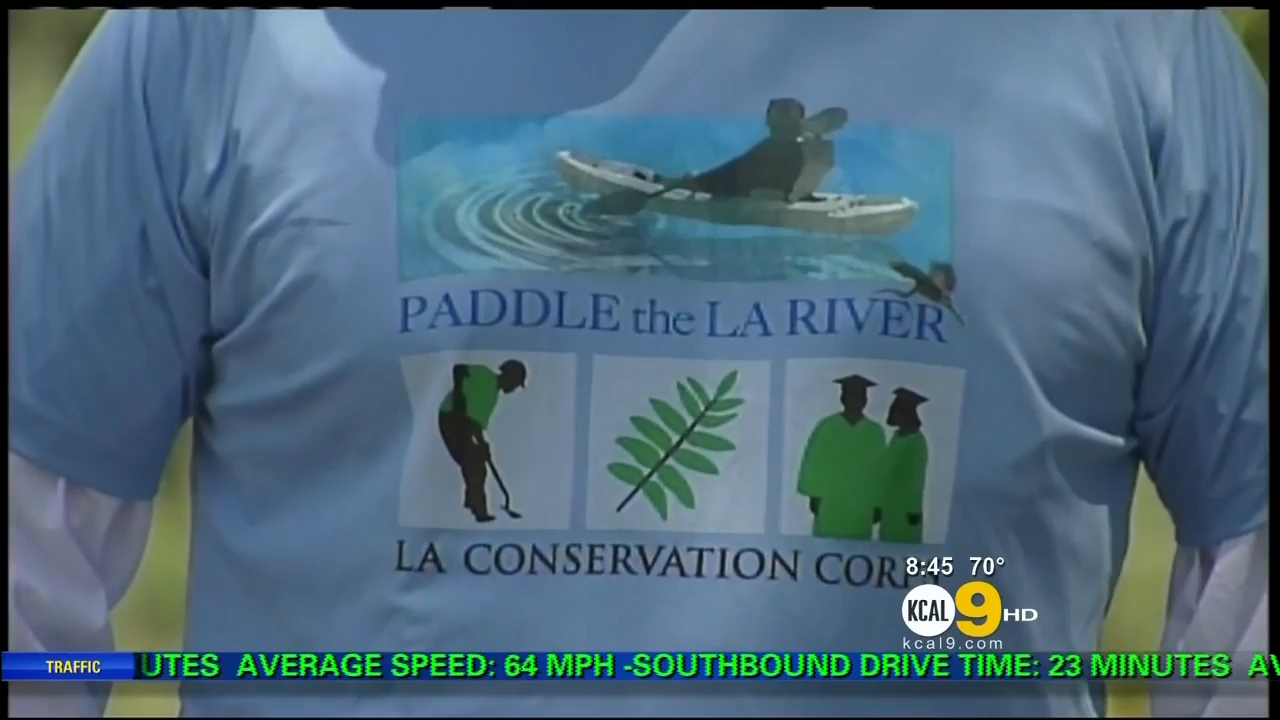 PADDLE the LA RIVER
LA CONSERVATION
8:45 70°
KCAL 9 HD
kcal9.com
TRAFFIC UTES AVERAGE SPEED: 64 MPH -SOUTHBOUND DRIVE TIME: 23 MINUTES AV